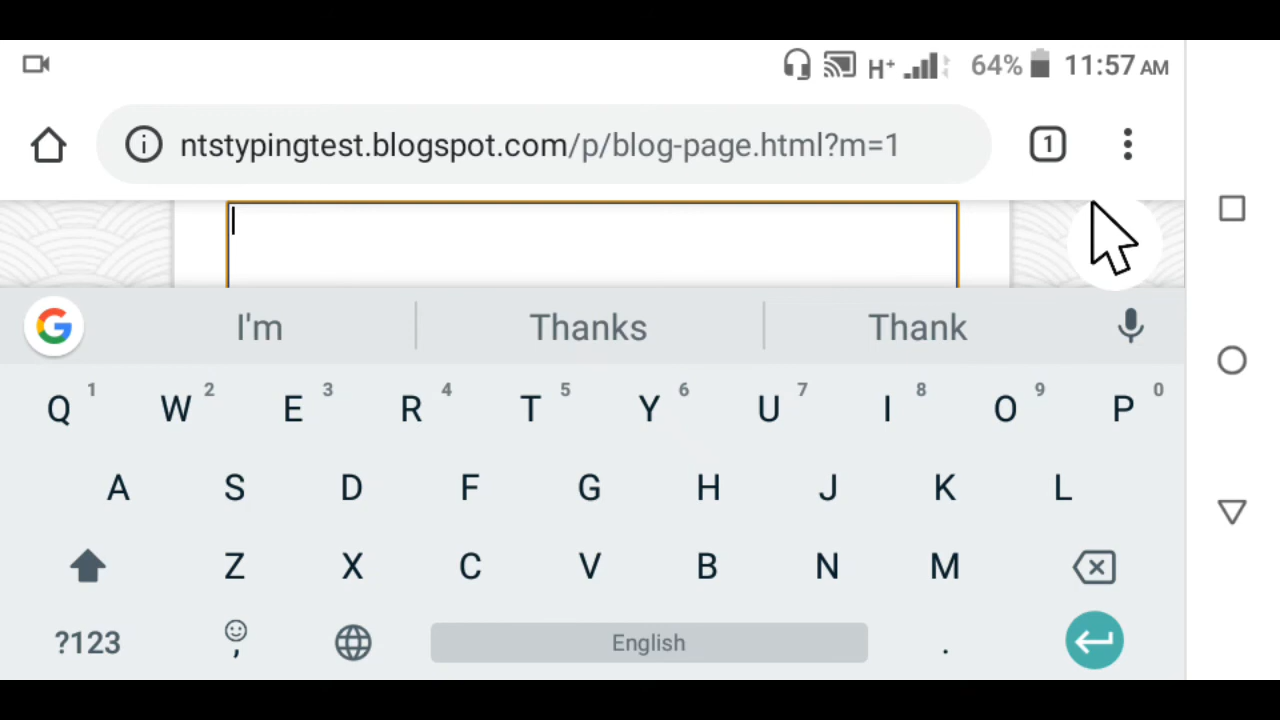 H+ 64% 11:57 AM
ntstypingtest.blogspot.com/p/blog-page.html?m=1 1
I'm Thanks Thank
Q 1 W 2 E 3 R 4 T 5 Y 6 U 7 I 8 O 9 P 0
A S D F G H J K L
Z X C V B N M
?123 , English .